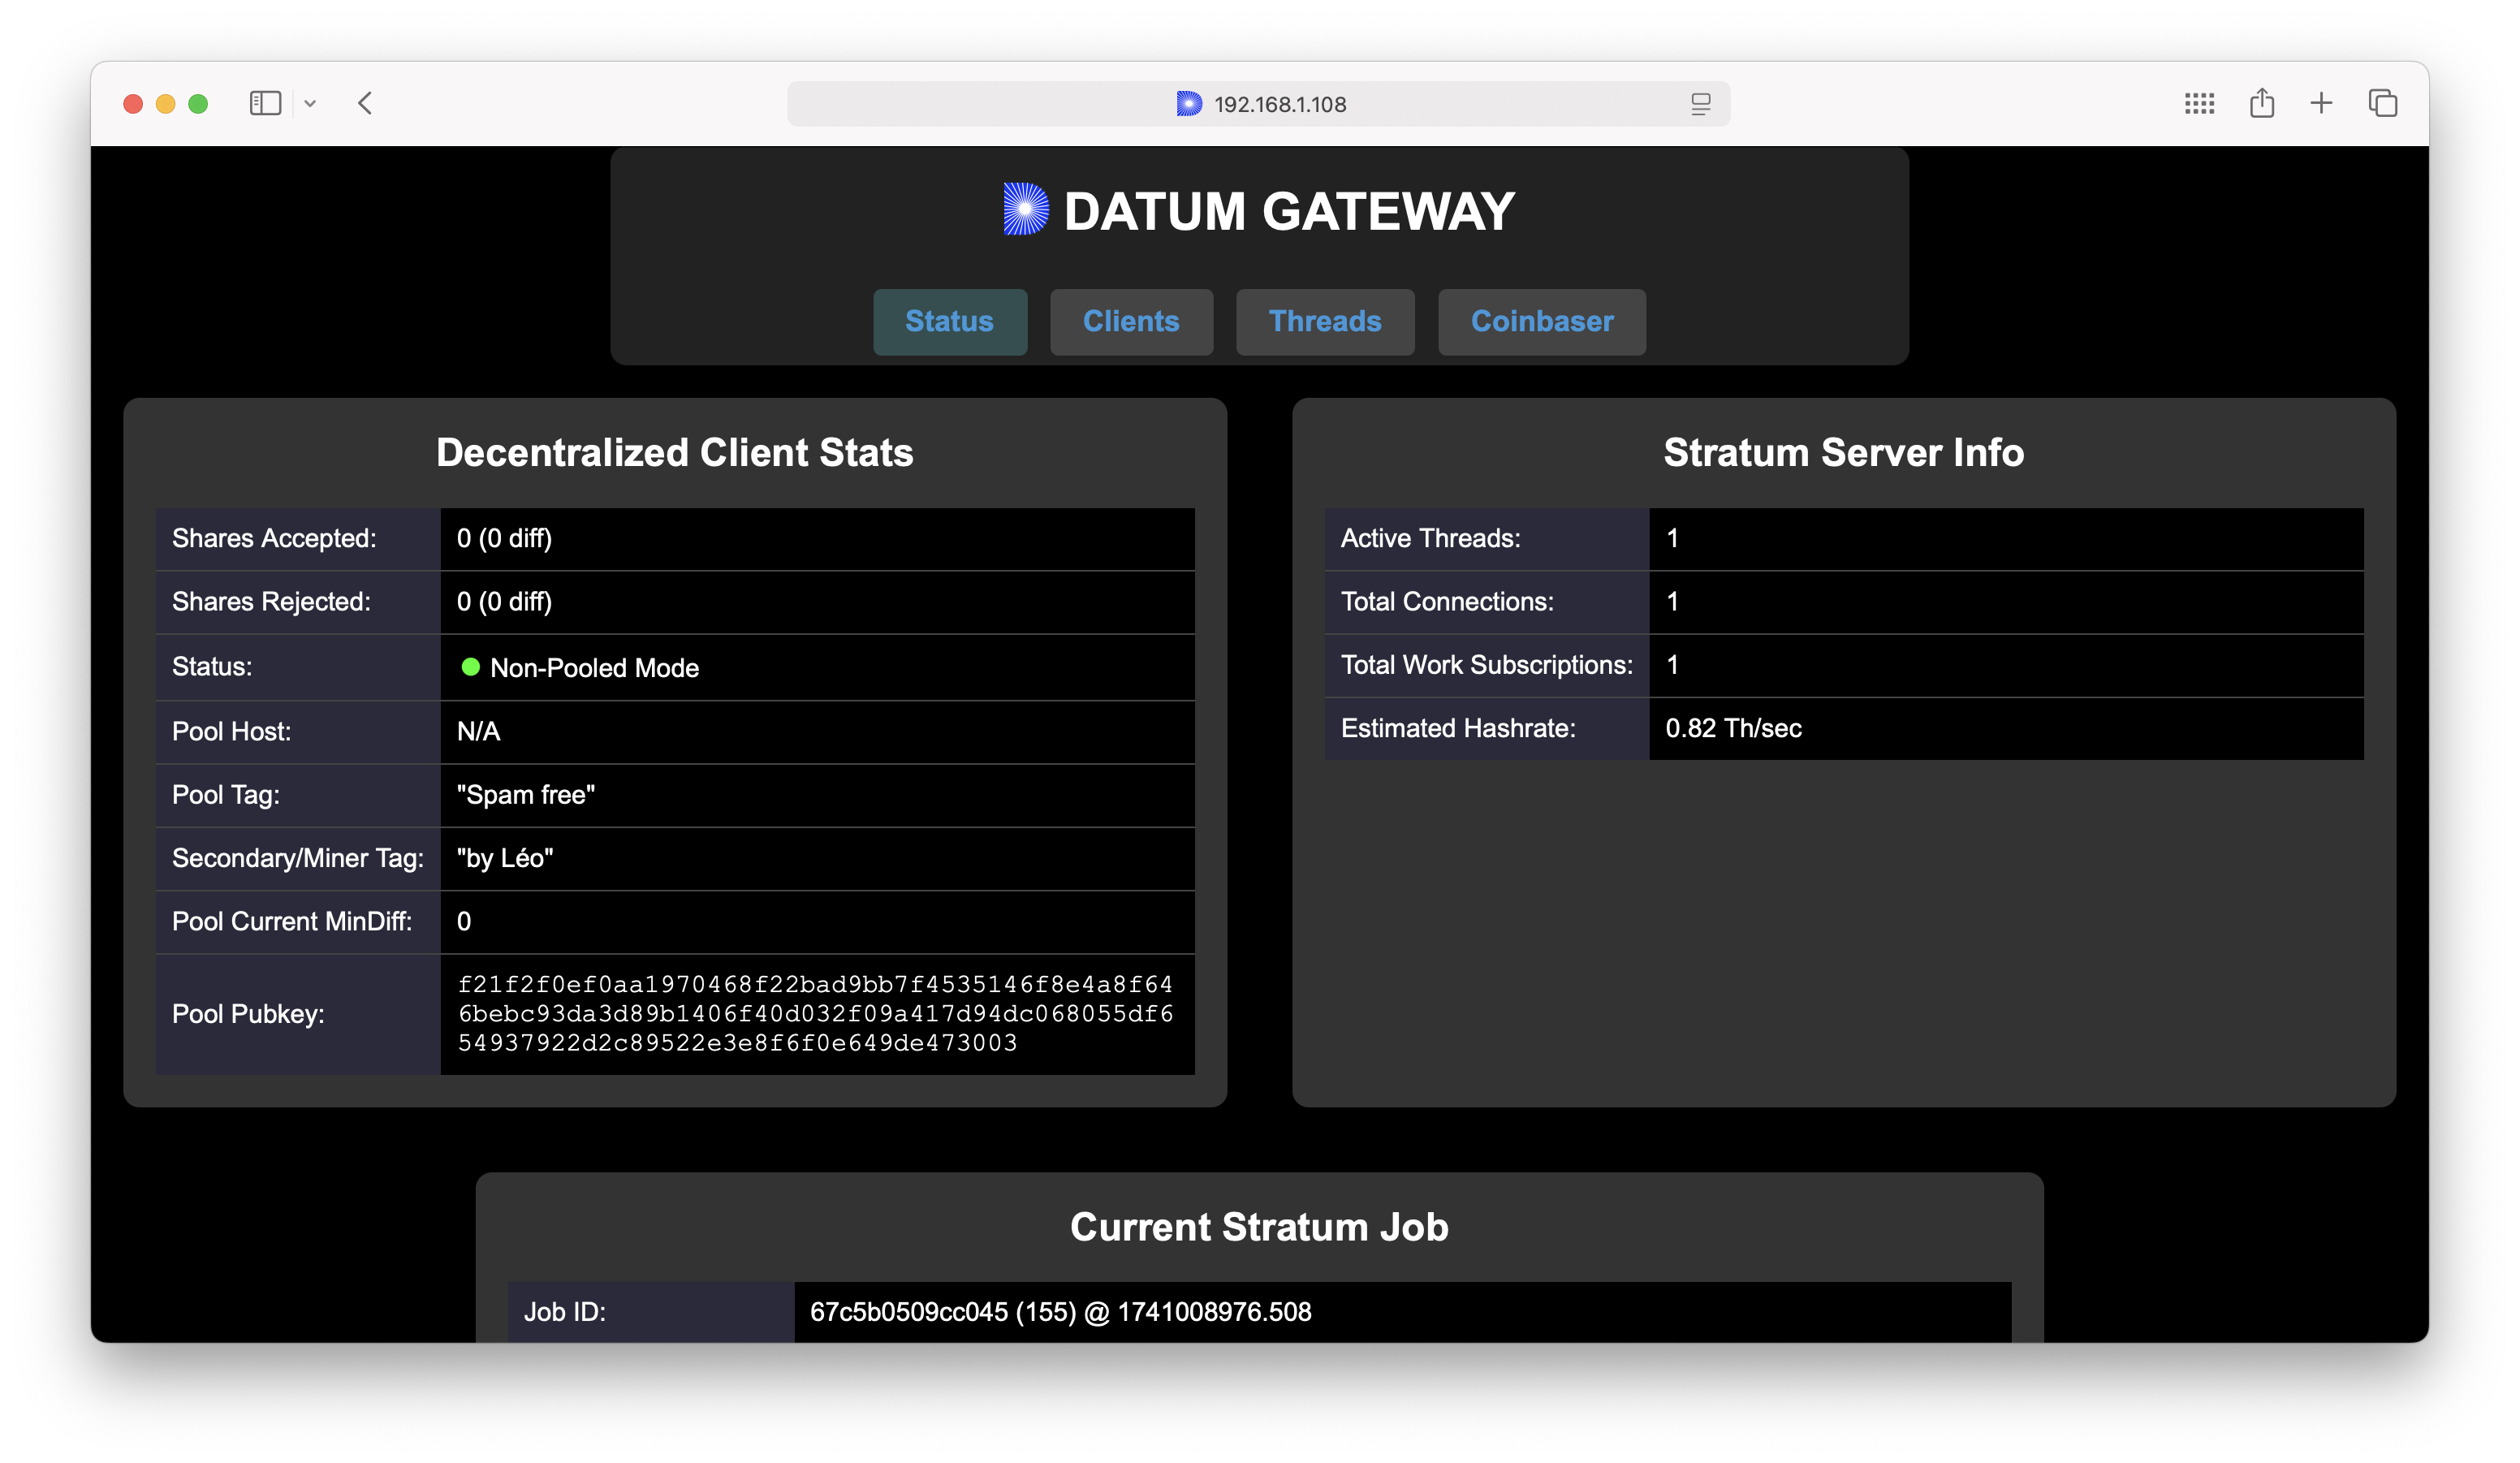 192.168.1.108
DATUM GATEWAY
Status Clients Threads Coinbaser
Decentralized Client Stats
Shares Accepted: 0 (0 diff)
Shares Rejected: 0 (0 diff)
Status: Non-Pooled Mode
Pool Host: N/A
Pool Tag: "Spam free"
Secondary/Miner Tag: "by Léo"
Pool Current MinDiff: 0
Pool Pubkey:
f21f2f0ef0aa1970468f22bad9bb7f4535146f8e4a8f64
6bebc93da3d89b1406f40d032f09a417d94dc068055df6
54937922d2c89522e3e8f6f0e649de473003
Stratum Server Info
Active Threads: 1
Total Connections: 1
Total Work Subscriptions: 1
Estimated Hashrate: 0.82 Th/sec
Current Stratum Job
Job ID: 67c5b0509cc045 (155) @ 1741008976.508